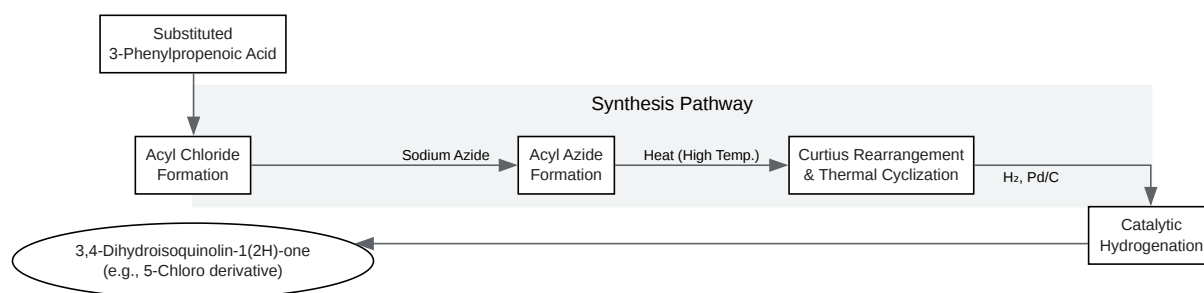 Substituted
3-Phenylpropenoic Acid
Synthesis Pathway
Acyl Chloride
Formation
Sodium Azide
Acyl Azide
Formation
Heat (High Temp.)
Curtius Rearrangement
& Thermal Cyclization
H₂, Pd/C
Catalytic
Hydrogenation
3,4-Dihydroisoquinolin-1(2H)-one
(e.g., 5-Chloro derivative)